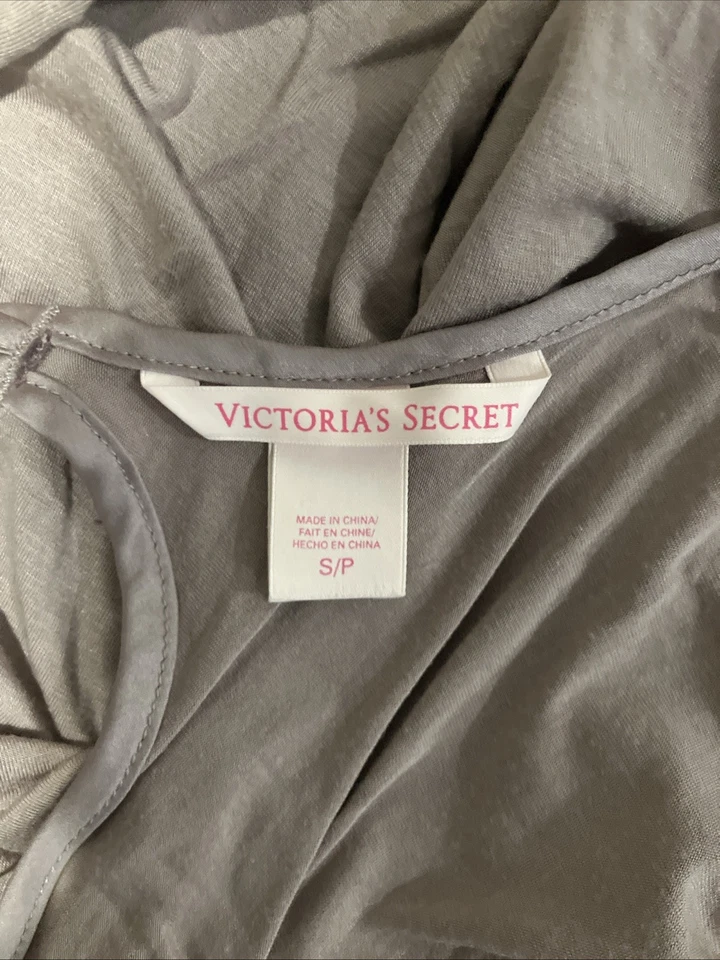 VICTORIA'S SECRET
MADE IN CHINA/
FAIT EN CHINE/
HECHO EN CHINA
S/P